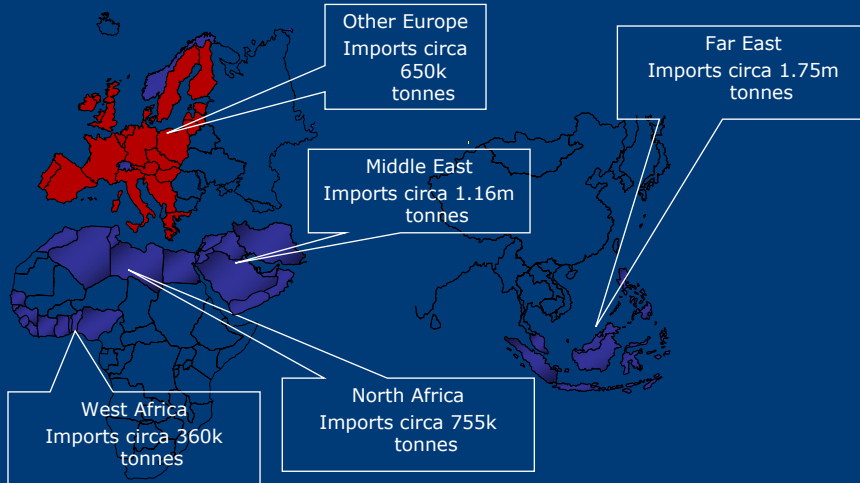 Other Europe
Imports circa
650k
tonnes
Far East
Imports circa 1.75m
tonnes
Middle East
Imports circa 1.16m
tonnes
West Africa
Imports circa 360k
tonnes
North Africa
Imports circa 755k
tonnes